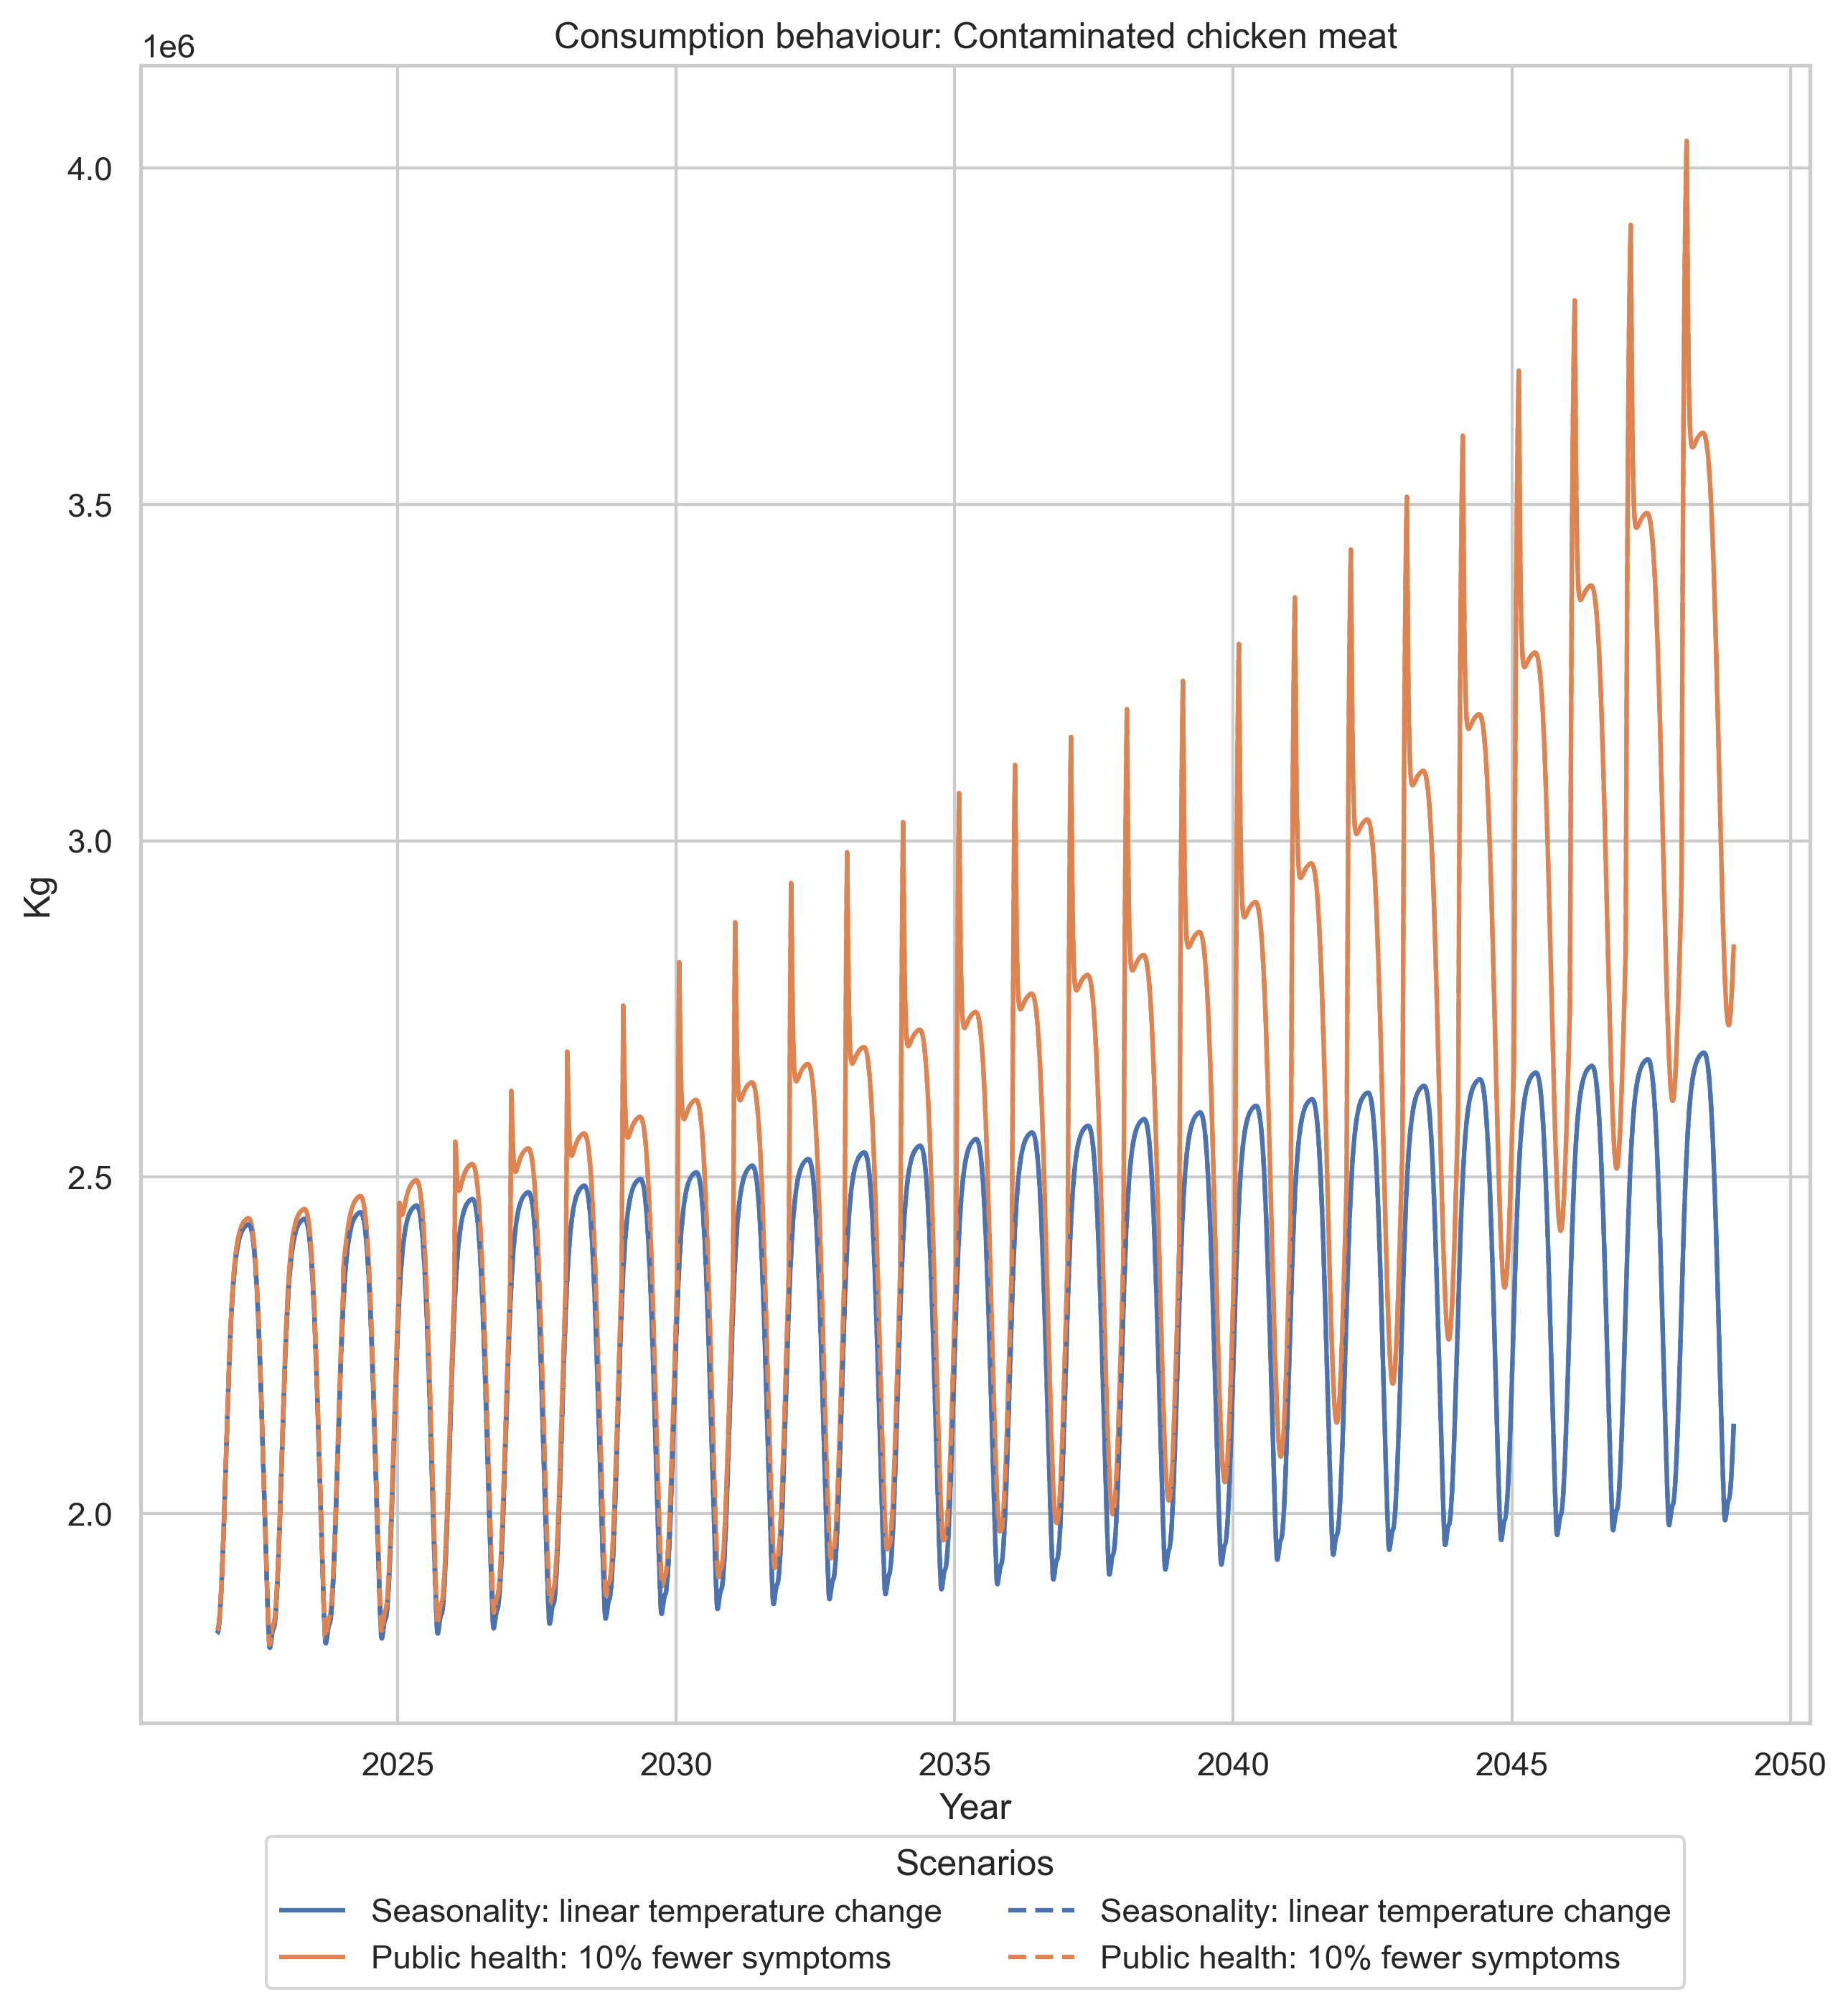 Consumption behaviour: Contaminated chicken meat
1e6
4.0
3.5
3.0
2.5
2.0
Kg
2025 2030 2035 2040 2045 2050
Year
Scenarios
Seasonality: linear temperature change Seasonality: linear temperature change
Public health: 10% fewer symptoms Public health: 10% fewer symptoms